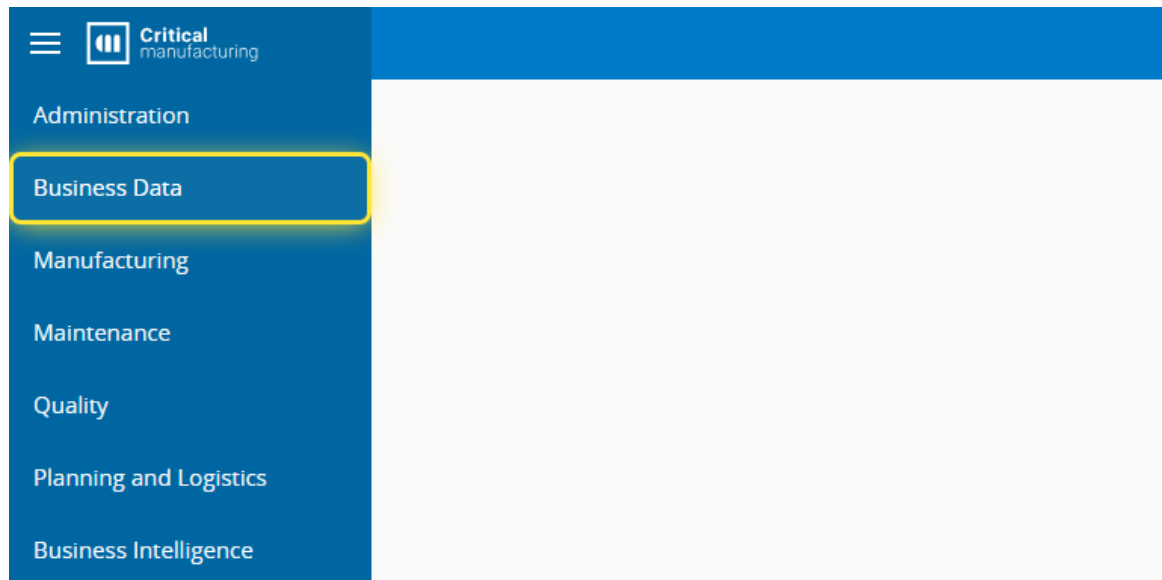 Critical
manufacturing
Administration
Business Data
Manufacturing
Maintenance
Quality
Planning and Logistics
Business Intelligence